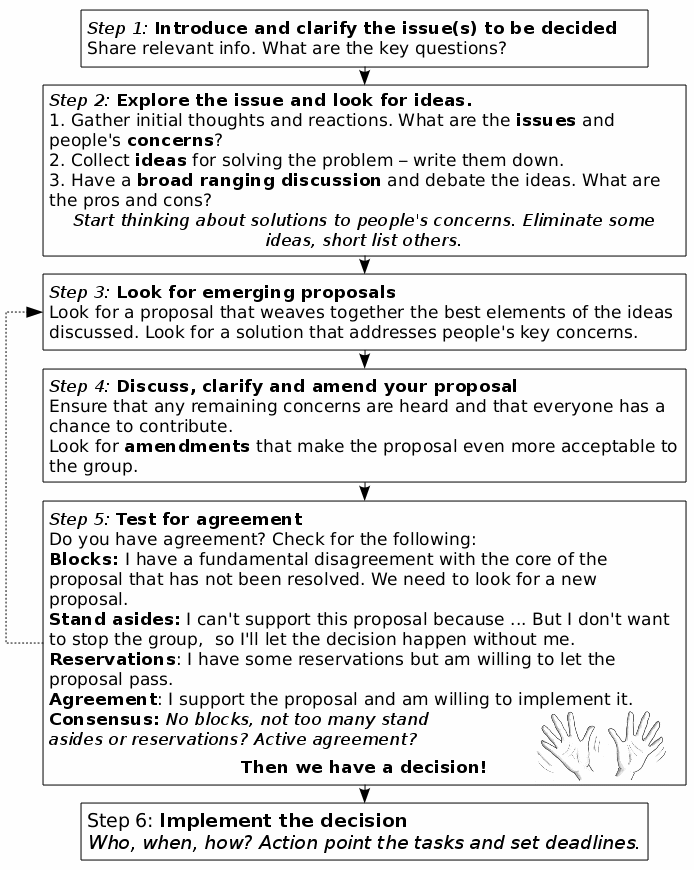 Step 1: Introduce and clarify the issue(s) to be decided
Share relevant info. What are the key questions?
Step 2: Explore the issue and look for ideas.
1. Gather initial thoughts and reactions. What are the issues and
people's concerns?
2. Collect ideas for solving the problem – write them down.
3. Have a broad ranging discussion and debate the ideas. What are
the pros and cons?
Start thinking about solutions to people's concerns. Eliminate some
ideas, short list others.
Step 3: Look for emerging proposals
Look for a proposal that weaves together the best elements of the ideas
discussed. Look for a solution that addresses people's key concerns.
Step 4: Discuss, clarify and amend your proposal
Ensure that any remaining concerns are heard and that everyone has a
chance to contribute.
Look for amendments that make the proposal even more acceptable to
the group.
Step 5: Test for agreement
Do you have agreement? Check for the following:
Blocks: I have a fundamental disagreement with the core of the
proposal that has not been resolved. We need to look for a new
proposal.
Stand asides: I can't support this proposal because ... But I don't want
to stop the group,  so I'll let the decision happen without me.
Reservations: I have some reservations but am willing to let the
proposal pass.
Agreement: I support the proposal and am willing to implement it.
Consensus: No blocks, not too many stand
asides or reservations? Active agreement?
Then we have a decision!
Step 6: Implement the decision
Who, when, how? Action point the tasks and set deadlines.